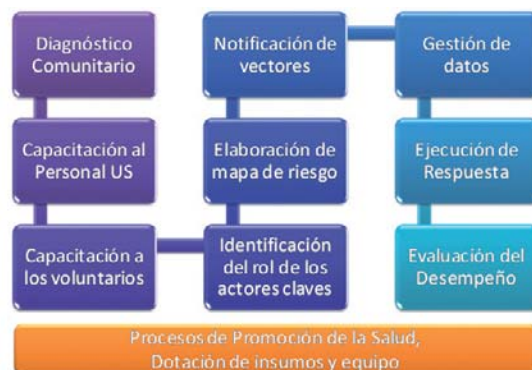 Diagnóstico
Comunitario
Capacitación al
Personal US
Capacitación a
los voluntarios
Identificación
del rol de los
actores claves
Elaboración de
mapa de riesgo
Notificación de
vectores
Gestión de
datos
Ejecución de
Respuesta
Evaluación del
Desempeño
Procesos de Promoción de la Salud,
Dotación de insumos y equipo